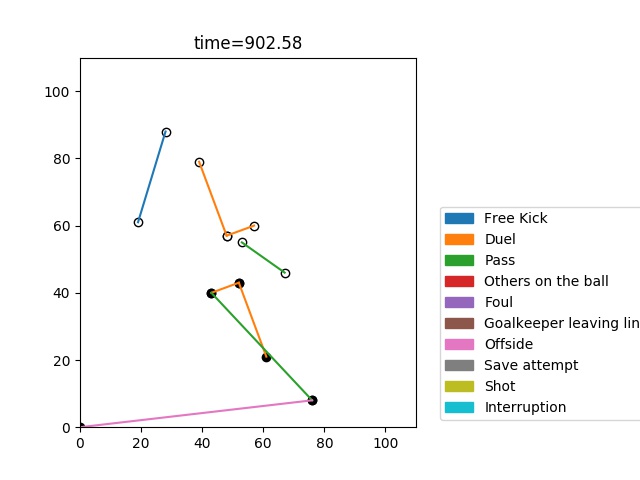 time=902.58
100
80
60
40
20
0
0 20 40 60 80 100
Free Kick
Duel
Pass
Others on the ball
Foul
Goalkeeper leaving lin
Offside
Save attempt
Shot
Interruption